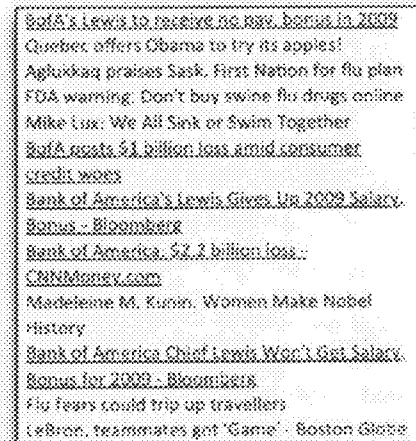 BofA's Lewis to receive no pay, bonus in 2009
Quebec offers Obama to try its apples!
Aglukkaq praises Sask. First Nation for flu plan
FDA warning: Don't buy swine flu drugs online
Mike Lux: We All Sink or Swim Together
BofA posts $1 billion loss amid consumer
credit woes
Bank of America's Lewis Gives Up 2009 Salary,
Bonus - Bloomberg
Bank of America, $2.2 billion loss -
CNNMoney.com
Madeleine M. Kunin: Women Make Nobel
History
Bank of America Chief Lewis Won't Get Salary,
Bonus for 2009 - Bloomberg
Flu fears could trip up travellers
LeBron, teammates got 'Game' - Boston Globe